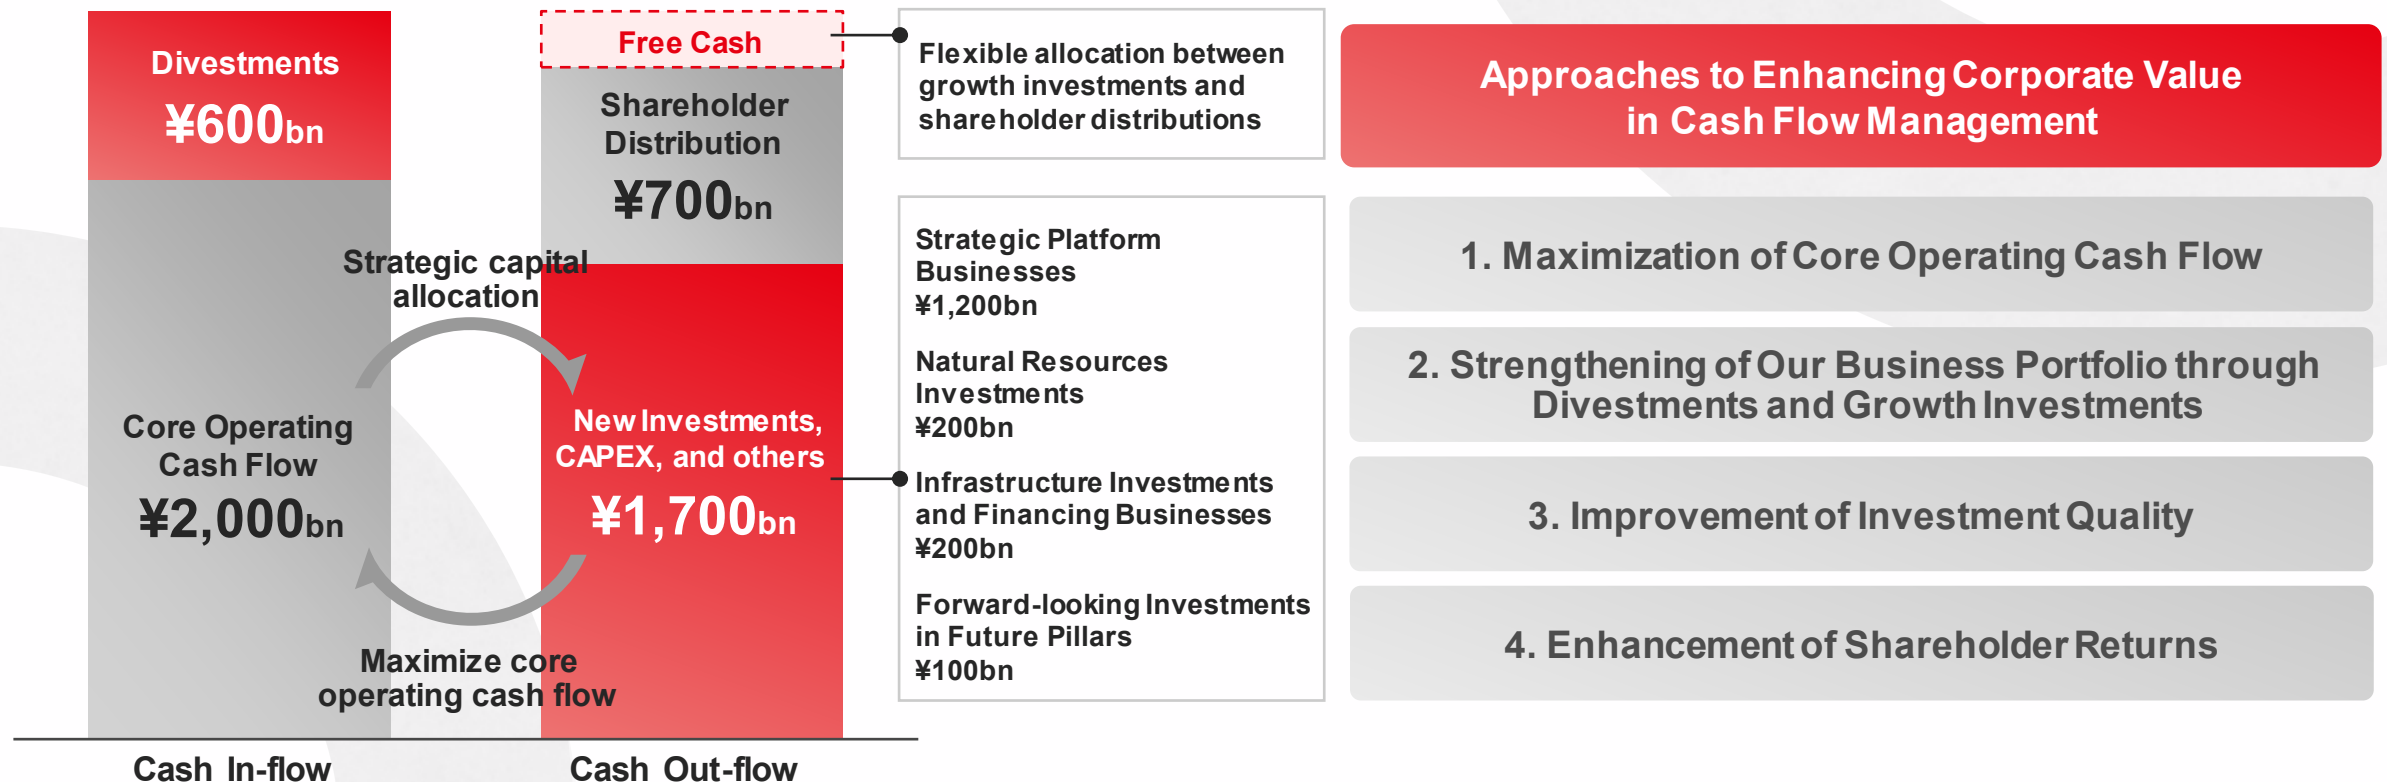 Divestments
¥600bn
Core Operating
Cash Flow
¥2,000bn
Cash In-flow
Strategic capital
allocation
Maximize core
operating cash flow
Free Cash
Shareholder
Distribution
¥700bn
New Investments,
CAPEX, and others
¥1,700bn
Cash Out-flow
Flexible allocation between
growth investments and
shareholder distributions
Strategic Platform
Businesses
¥1,200bn
Natural Resources
Investments
¥200bn
Infrastructure Investments
and Financing Businesses
¥200bn
Forward-looking Investments
in Future Pillars
¥100bn
Approaches to Enhancing Corporate Value
in Cash Flow Management
1. Maximization of Core Operating Cash Flow
2. Strengthening of Our Business Portfolio through
Divestments and Growth Investments
3. Improvement of Investment Quality
4. Enhancement of Shareholder Returns